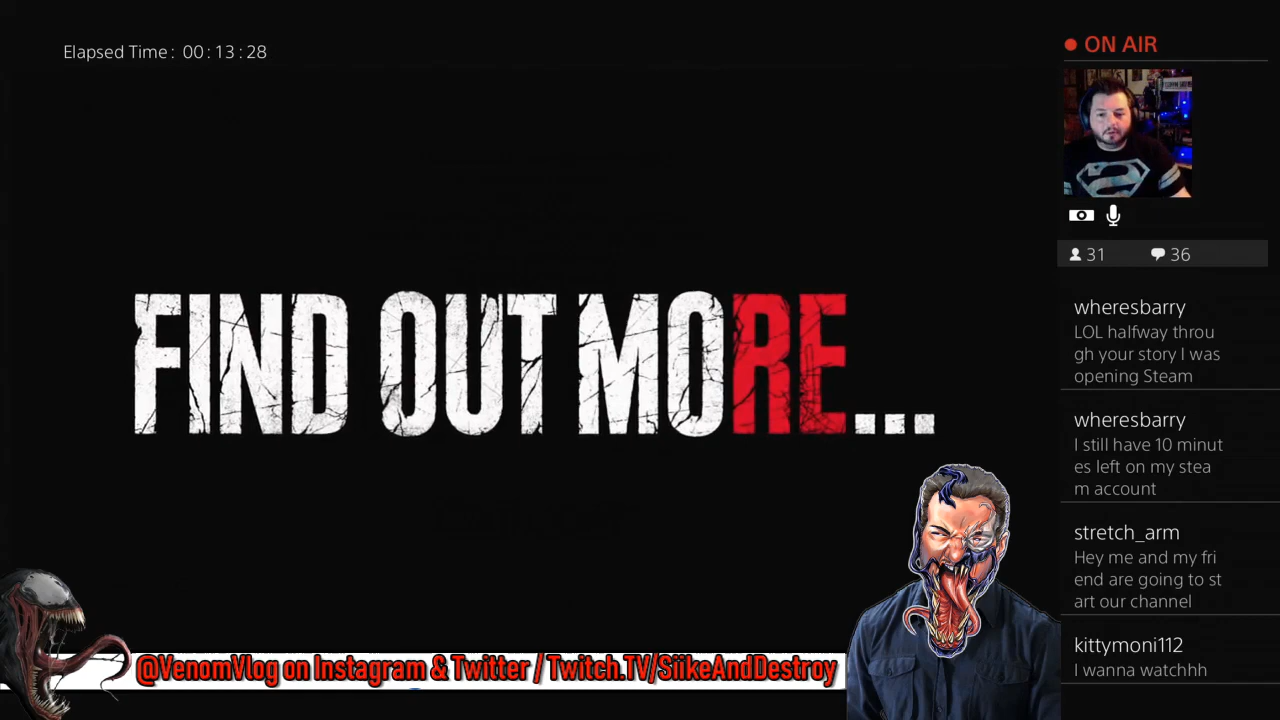 Elapsed Time: 00:13:28
ON AIR
31 36
FIND OUT MORE...
wheresbarry
LOL halfway throu
gh your story I was
opening Steam
wheresbarry
I still have 10 minut
es left on my stea
m account
stretch_arm
Hey me and my fri
end are going to st
art our channel
kittymoni112
I wanna watchhh
@VenomVlog on Instagram & Twitter / Twitch.TV/SiikeAndDestroy